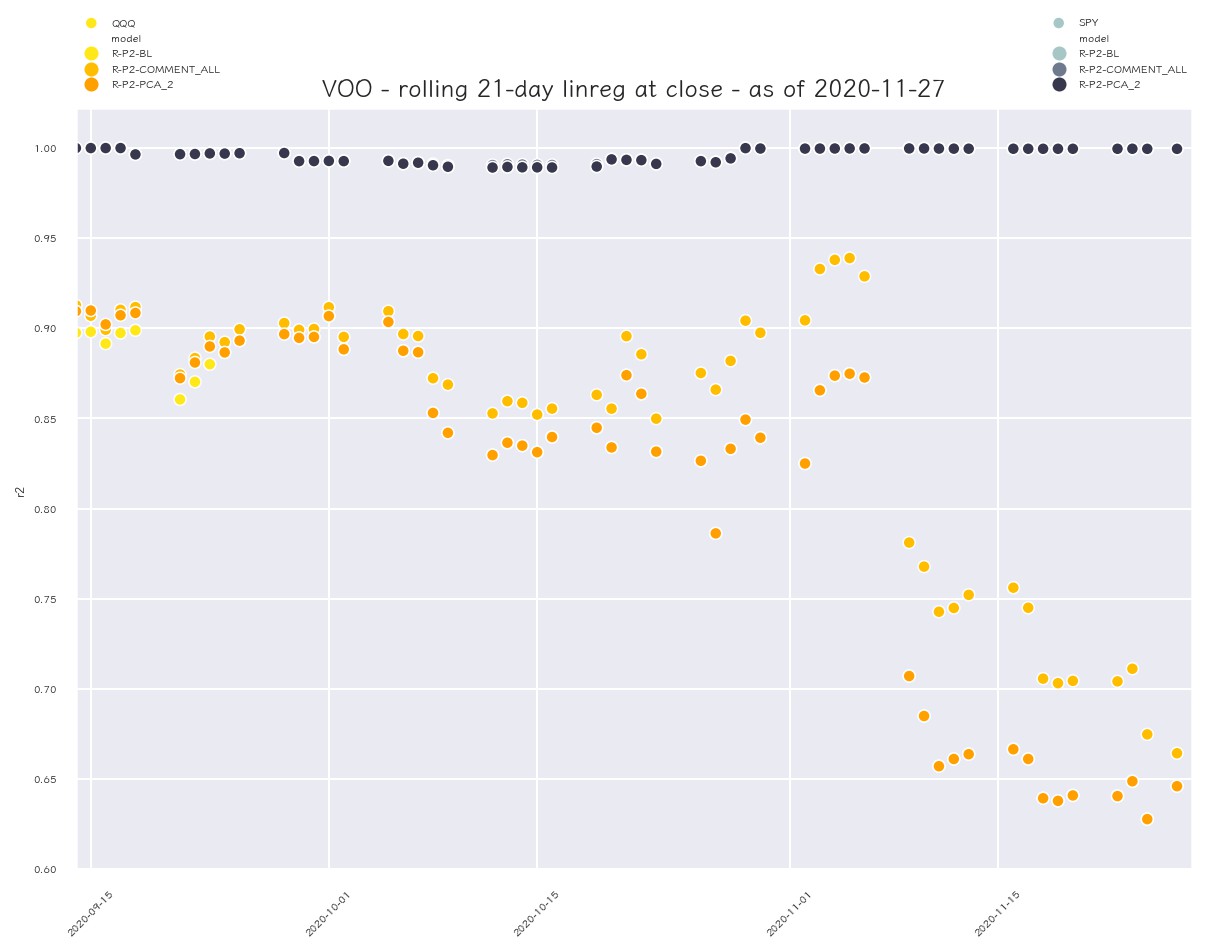 QQQ
model
R-P2-BL
R-P2-COMMENT_ALL
R-P2-PCA_2
SPY
model
R-P2-BL
R-P2-COMMENT_ALL
R-P2-PCA_2
VOO - rolling 21-day linreg at close - as of 2020-11-27
1.00
0.95
0.90
0.85
0.80
0.75
0.70
0.65
0.60
r2
2020-09-15
2020-10-01
2020-10-15
2020-11-01
2020-11-15